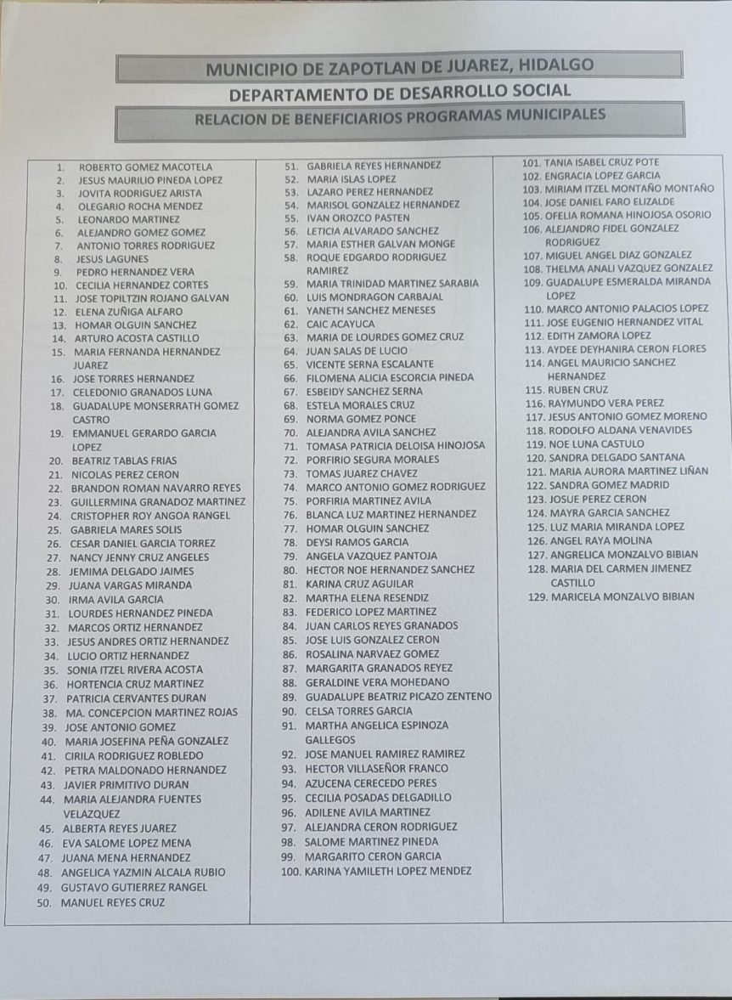 MUNICIPIO DE ZAPOTLAN DE JUAREZ, HIDALGO
DEPARTAMENTO DE DESARROLLO SOCIAL
RELACION DE BENEFICIARIOS PROGRAMAS MUNICIPALES
1. ROBERTO GOMEZ MACOTELA
2. JESUS MAURILIO PINEDA LOPEZ
3. JOVITA RODRIGUEZ ARISTA
4. OLEGARIO ROCHA MENDEZ
5. LEONARDO MARTINEZ
6. ALEJANDRO GOMEZ GOMEZ
7. ANTONIO TORRES RODRIGUEZ
8. JESUS LAGUNES
9. PEDRO HERNANDEZ VERA
10. CECILIA HERNANDEZ CORTES
11. JOSE TOPILTZIN ROJANO GALVAN
12. ELENA ZUÑIGA ALFARO
13. HOMAR OLGUIN SANCHEZ
14. ARTURO ACOSTA CASTILLO
15. MARIA FERNANDA HERNANDEZ
JUAREZ
16. JOSE TORRES HERNANDEZ
17. CELEDONIO GRANADOS LUNA
18. GUADALUPE MONSERRATH GOMEZ
CASTRO
19. EMMANUEL GERARDO GARCIA
LOPEZ
20. BEATRIZ TABLAS FRIAS
21. NICOLAS PEREZ CERON
22. BRANDON ROMAN NAVARRO REYES
23. GUILLERMINA GRANADOZ MARTINEZ
24. CRISTOPHER ROY ANGOA RANGEL
25. GABRIELA MARES SOLIS
26. CESAR DANIEL GARCIA TORREZ
27. NANCY JENNY CRUZ ANGELES
28. JEMIMA DELGADO JAIMES
29. JUANA VARGAS MIRANDA
30. IRMA AVILA GARCIA
31. LOURDES HERNANDEZ PINEDA
32. MARCOS ORTIZ HERNANDEZ
33. JESUS ANDRES ORTIZ HERNANDEZ
34. LUCIO ORTIZ HERNANDEZ
35. SONIA ITZEL RIVERA ACOSTA
36. HORTENCIA CRUZ MARTINEZ
37. PATRICIA CERVANTES DURAN
38. MA. CONCEPCION MARTINEZ ROJAS
39. JOSE ANTONIO GOMEZ
40. MARIA JOSEFINA PEÑA GONZALEZ
41. CIRILA RODRIGUEZ ROBLEDO
42. PETRA MALDONADO HERNANDEZ
43. JAVIER PRIMITIVO DURAN
44. MARIA ALEJANDRA FUENTES
VELAZQUEZ
45. ALBERTA REYES JUAREZ
46. EVA SALOME LOPEZ MENA
47. JUANA MENA HERNANDEZ
48. ANGELICA YAZMIN ALCALA RUBIO
49. GUSTAVO GUTIERREZ RANGEL
50. MANUEL REYES CRUZ
51. GABRIELA REYES HERNANDEZ
52. MARIA ISLAS LOPEZ
53. LAZARO PEREZ HERNANDEZ
54. MARISOL GONZALEZ HERNANDEZ
55. IVAN OROZCO PASTEN
56. LETICIA ALVARADO SANCHEZ
57. MARIA ESTHER GALVAN MONGE
58. ROQUE EDGARDO RODRIGUEZ
RAMIREZ
59. MARIA TRINIDAD MARTINEZ SARABIA
60. LUIS MONDRAGON CARBAJAL
61. YANETH SANCHEZ MENESES
62. CAIC ACAYUCA
63. MARIA DE LOURDES GOMEZ CRUZ
64. JUAN SALAS DE LUCIO
65. VICENTE SERNA ESCALANTE
66. FILOMENA ALICIA ESCORCIA PINEDA
67. ESBEIDY SANCHEZ SERNA
68. ESTELA MORALES CRUZ
69. NORMA GOMEZ PONCE
70. ALEJANDRA AVILA SANCHEZ
71. TOMASA PATRICIA DELOISA HINOJOSA
72. PORFIRIO SEGURA MORALES
73. TOMAS JUAREZ CHAVEZ
74. MARCO ANTONIO GOMEZ RODRIGUEZ
75. PORFIRIA MARTINEZ AVILA
76. BLANCA LUZ MARTINEZ HERNANDEZ
77. HOMAR OLGUIN SANCHEZ
78. DEYSI RAMOS GARCIA
79. ANGELA VAZQUEZ PANTOJA
80. HECTOR NOE HERNANDEZ SANCHEZ
81. KARINA CRUZ AGUILAR
82. MARTHA ELENA RESENDIZ
83. FEDERICO LOPEZ MARTINEZ
84. JUAN CARLOS REYES GRANADOS
85. JOSE LUIS GONZALEZ CERON
86. ROSALINA NARVAEZ GOMEZ
87. MARGARITA GRANADOS REYEZ
88. GERALDINE VERA MOHEDANO
89. GUADALUPE BEATRIZ PICAZO ZENTENO
90. CELSA TORRES GARCIA
91. MARTHA ANGELICA ESPINOZA
GALLEGOS
92. JOSE MANUEL RAMIREZ RAMIREZ
93. HECTOR VILLASEÑOR FRANCO
94. AZUCENA CERECEDO PERES
95. CECILIA POSADAS DELGADILLO
96. ADILENE AVILA MARTINEZ
97. ALEJANDRA CERON RODRIGUEZ
98. SALOME MARTINEZ PINEDA
99. MARGARITO CERON GARCIA
100. KARINA YAMILETH LOPEZ MENDEZ
101. TANIA ISABEL CRUZ POTE
102. ENGRACIA LOPEZ GARCIA
103. MIRIAM ITZEL MONTAÑO MONTAÑO
104. JOSE DANIEL FARO ELIZALDE
105. OFELIA ROMANA HINOJOSA OSORIO
106. ALEJANDRO FIDEL GONZALEZ
RODRIGUEZ
107. MIGUEL ANGEL DIAZ GONZALEZ
108. THELMA ANALI VAZQUEZ GONZALEZ
109. GUADALUPE ESMERALDA MIRANDA
LOPEZ
110. MARCO ANTONIO PALACIOS LOPEZ
111. JOSE EUGENIO HERNANDEZ VITAL
112. EDITH ZAMORA LOPEZ
113. AYDEE DEYHANIRA CERON FLORES
114. ANGEL MAURICIO SANCHEZ
HERNANDEZ
115. RUBEN CRUZ
116. RAYMUNDO VERA PEREZ
117. JESUS ANTONIO GOMEZ MORENO
118. RODOLFO ALDANA VENAVIDES
119. NOE LUNA CASTULO
120. SANDRA DELGADO SANTANA
121. MARIA AURORA MARTINEZ LIÑAN
122. SANDRA GOMEZ MADRID
123. JOSUE PEREZ CERON
124. MAYRA GARCIA SANCHEZ
125. LUZ MARIA MIRANDA LOPEZ
126. ANGEL RAYA MOLINA
127. ANGRELICA MONZALVO BIBIAN
128. MARIA DEL CARMEN JIMENEZ
CASTILLO
129. MARICELA MONZALVO BIBIAN